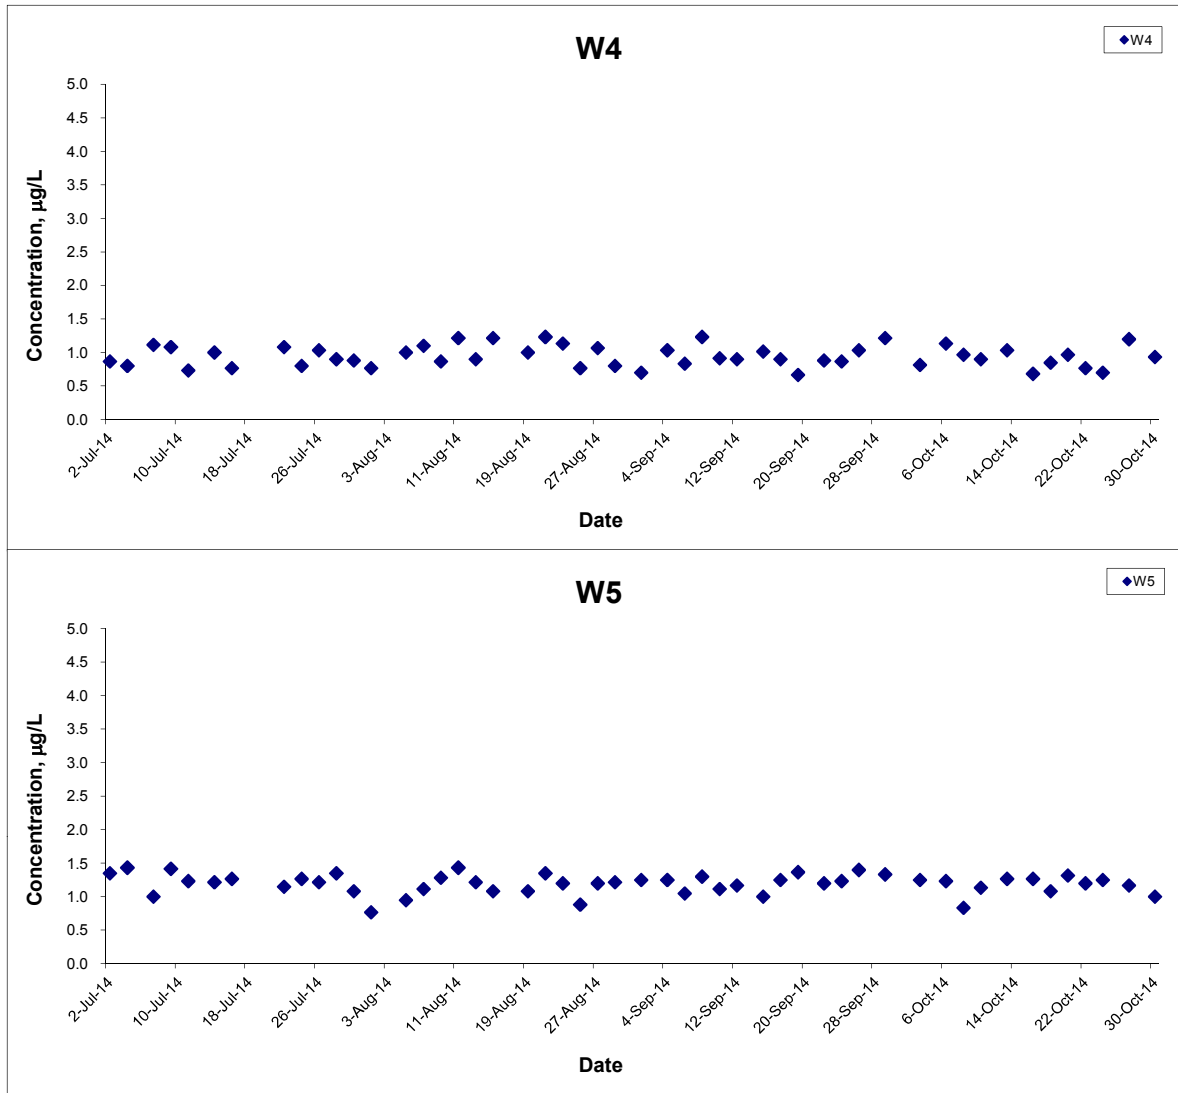 W4
W4
Concentration, µg/L
5.0
4.5
4.0
3.5
3.0
2.5
2.0
1.5
1.0
0.5
0.0
2-Jul-14
10-Jul-14
18-Jul-14
26-Jul-14
3-Aug-14
11-Aug-14
19-Aug-14
27-Aug-14
4-Sep-14
12-Sep-14
20-Sep-14
28-Sep-14
6-Oct-14
14-Oct-14
22-Oct-14
30-Oct-14
Date
W5
W5
Concentration, µg/L
5.0
4.5
4.0
3.5
3.0
2.5
2.0
1.5
1.0
0.5
0.0
2-Jul-14
10-Jul-14
18-Jul-14
26-Jul-14
3-Aug-14
11-Aug-14
19-Aug-14
27-Aug-14
4-Sep-14
12-Sep-14
20-Sep-14
28-Sep-14
6-Oct-14
14-Oct-14
22-Oct-14
30-Oct-14
Date